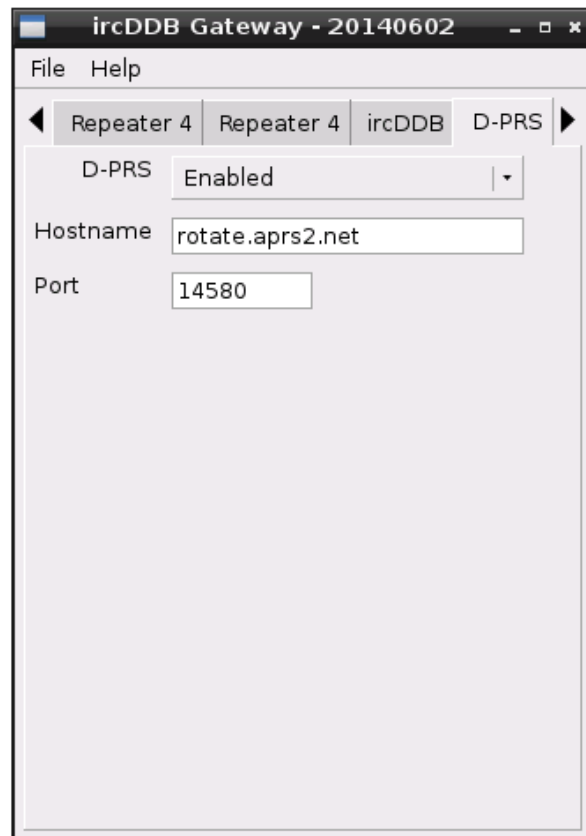 ircDDB Gateway - 20140602
File Help
Repeater 4 Repeater 4 ircDDB D-PRS
D-PRS Enabled
Hostname rotate.aprs2.net
Port 14580